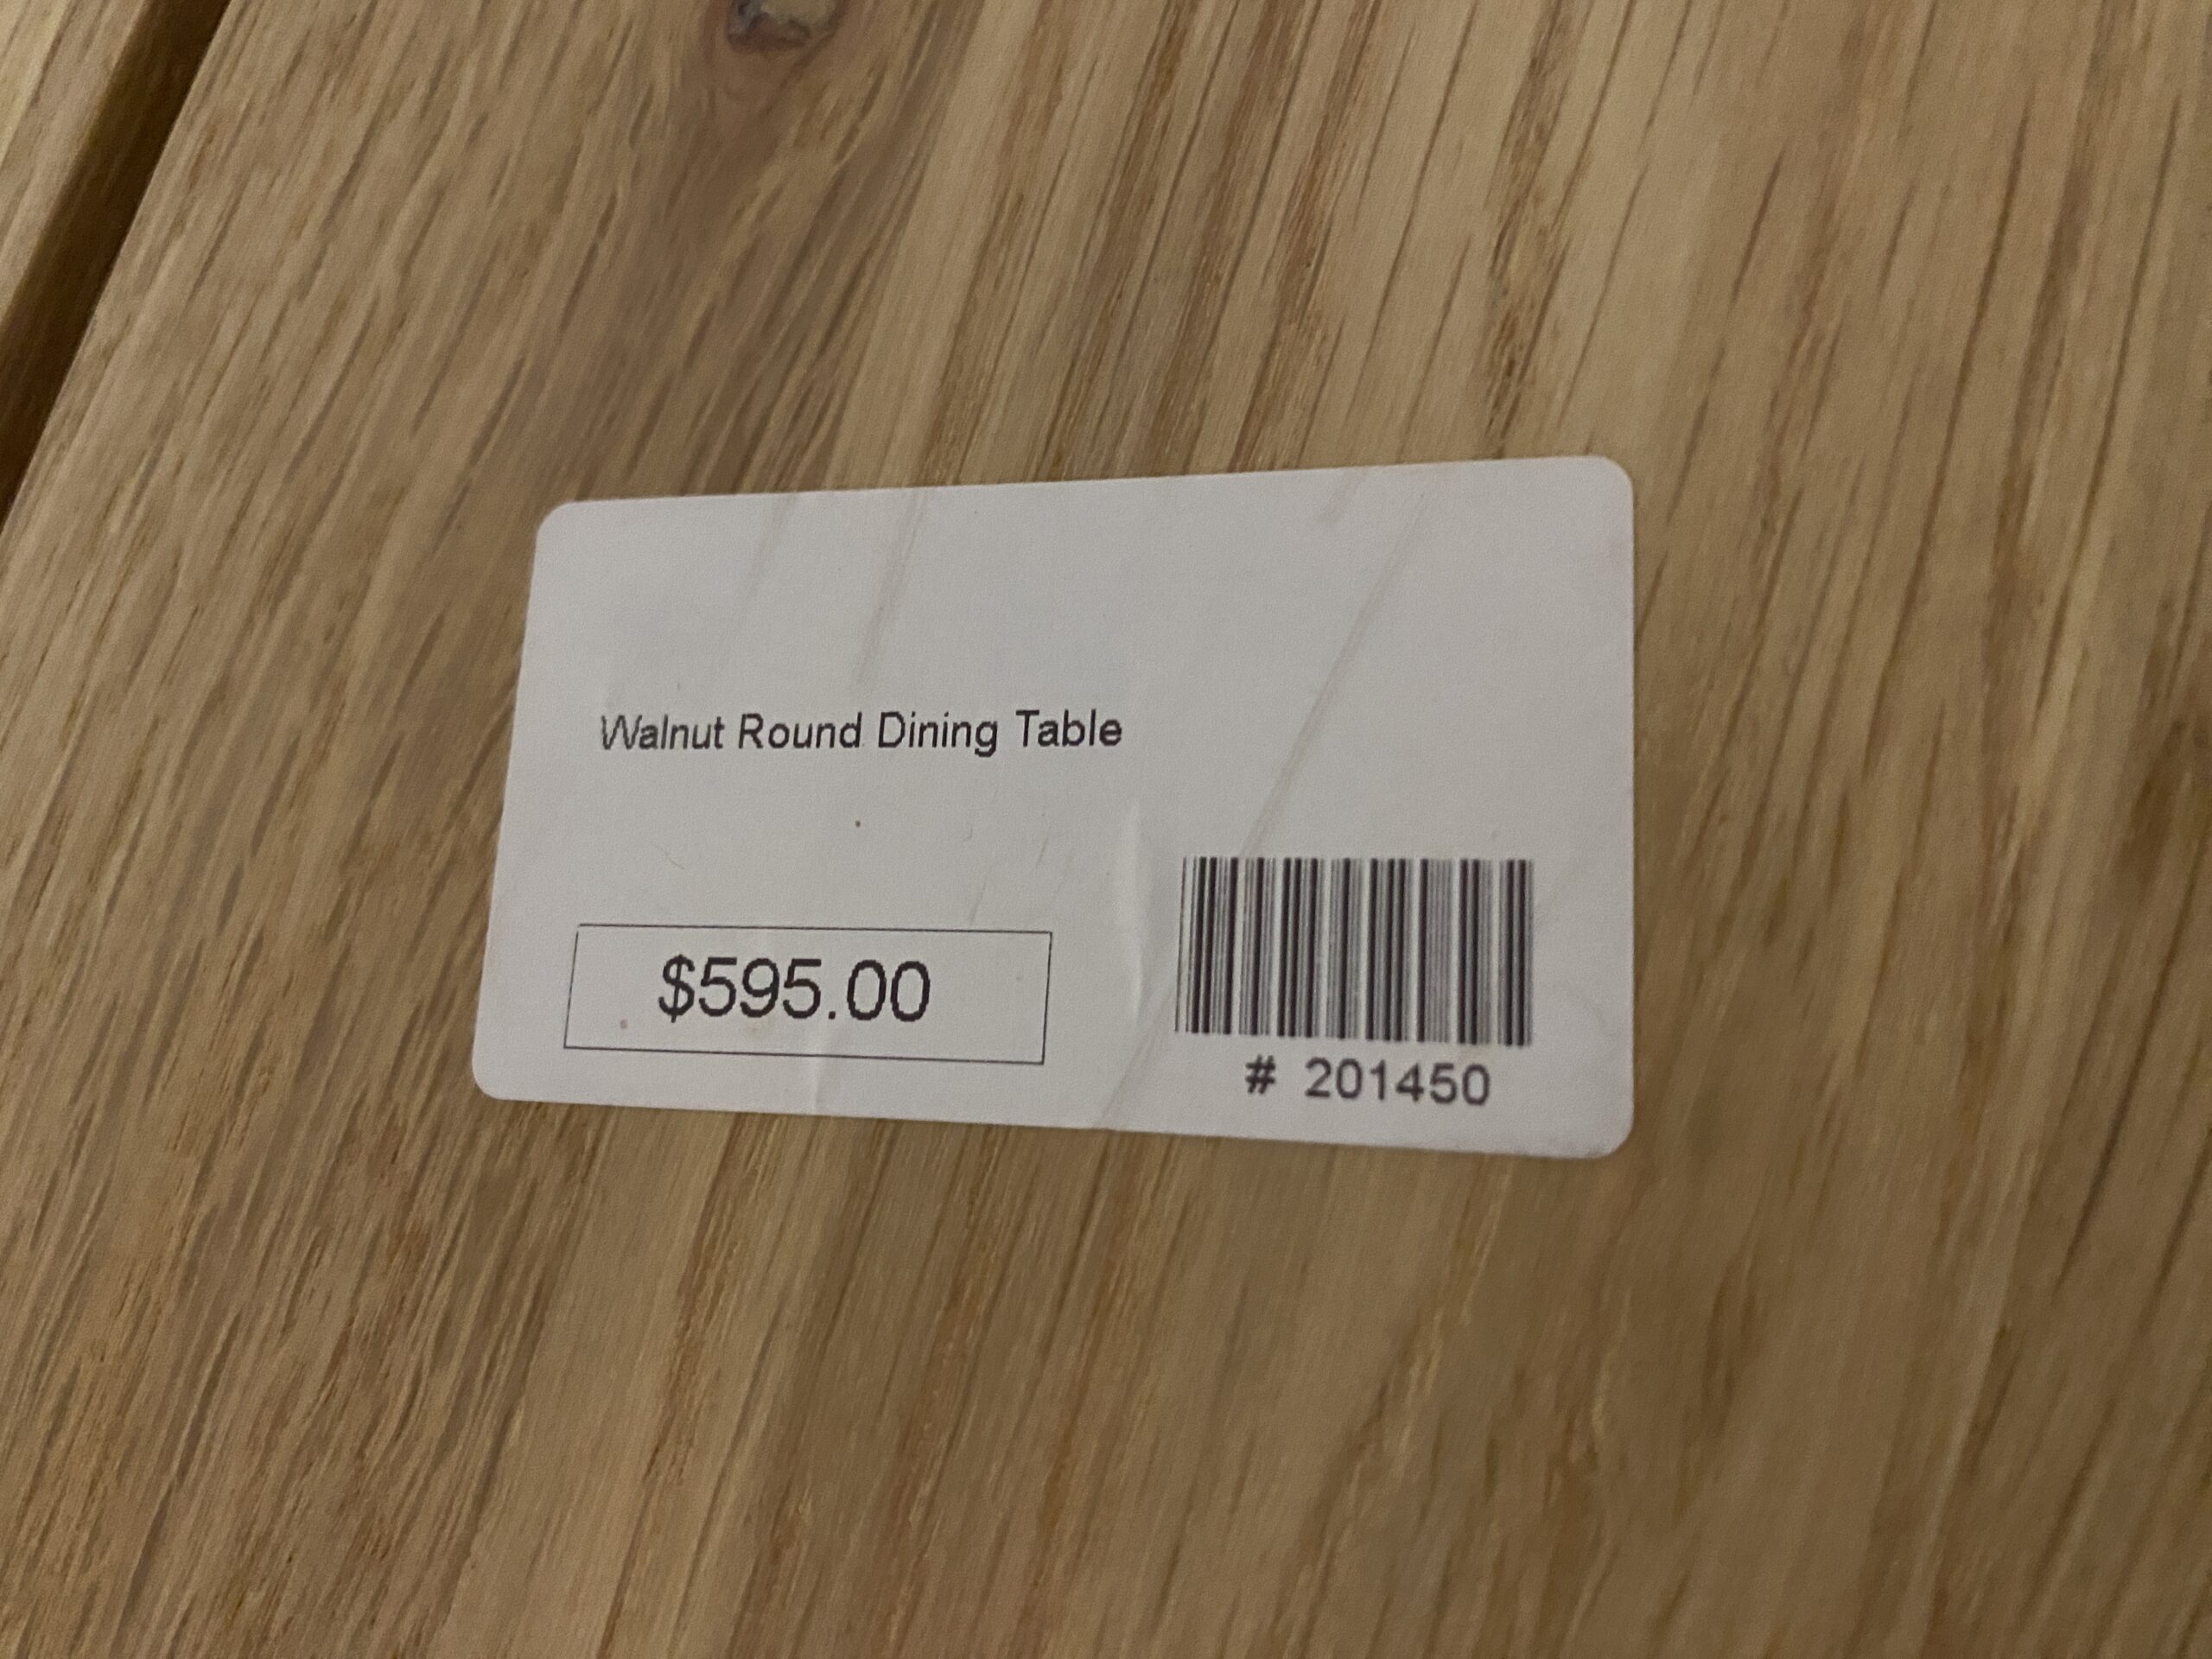 Walnut Round Dining Table
$595.00
# 201450